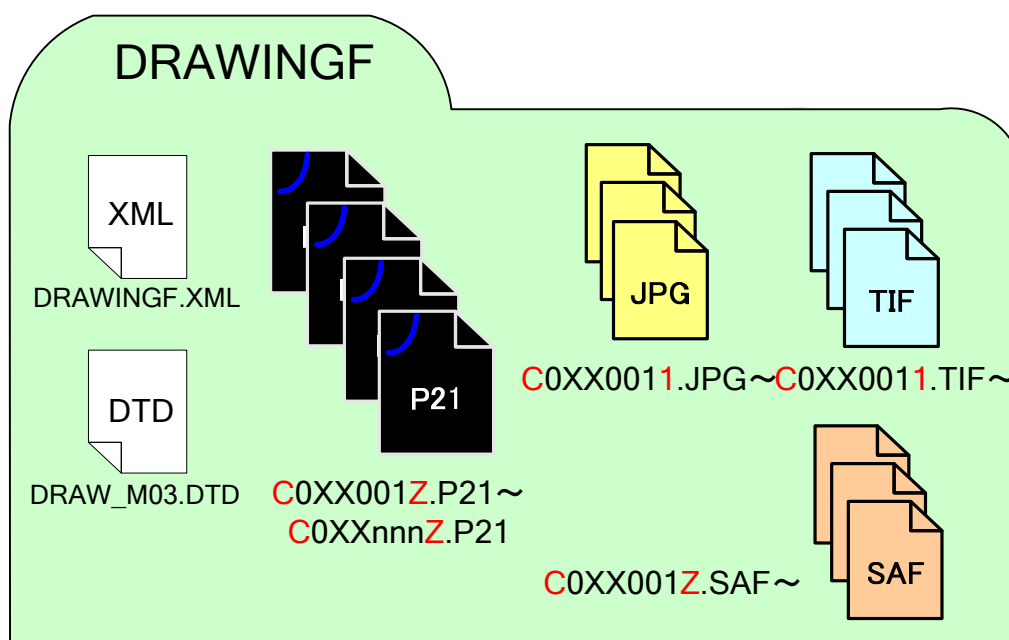 DRAWINGF
XML
DRAWINGF.XML
DTD
DRAW_M03.DTD
P21
C0XX001Z.P21～
C0XXnnnZ.P21
JPG
C0XX0011.JPG～
TIF
C0XX0011.TIF～
SAF
C0XX001Z.SAF～